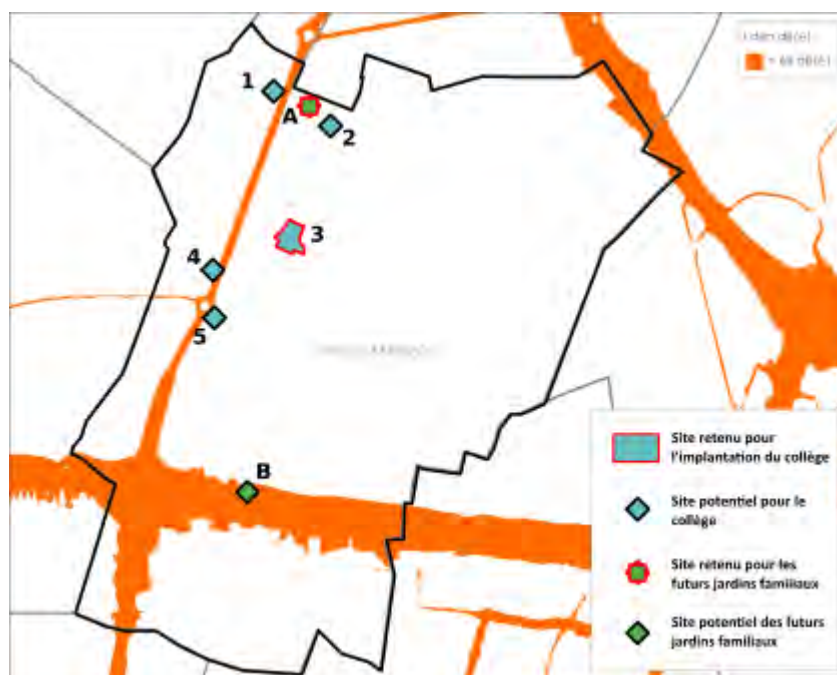 1
A
2
3
4
5
B
Site retenu pour
l'implantation du collège
Site potentiel pour le
collège
Site retenu pour les
futurs jardins familiaux
Site potentiel des futurs
jardins familiaux